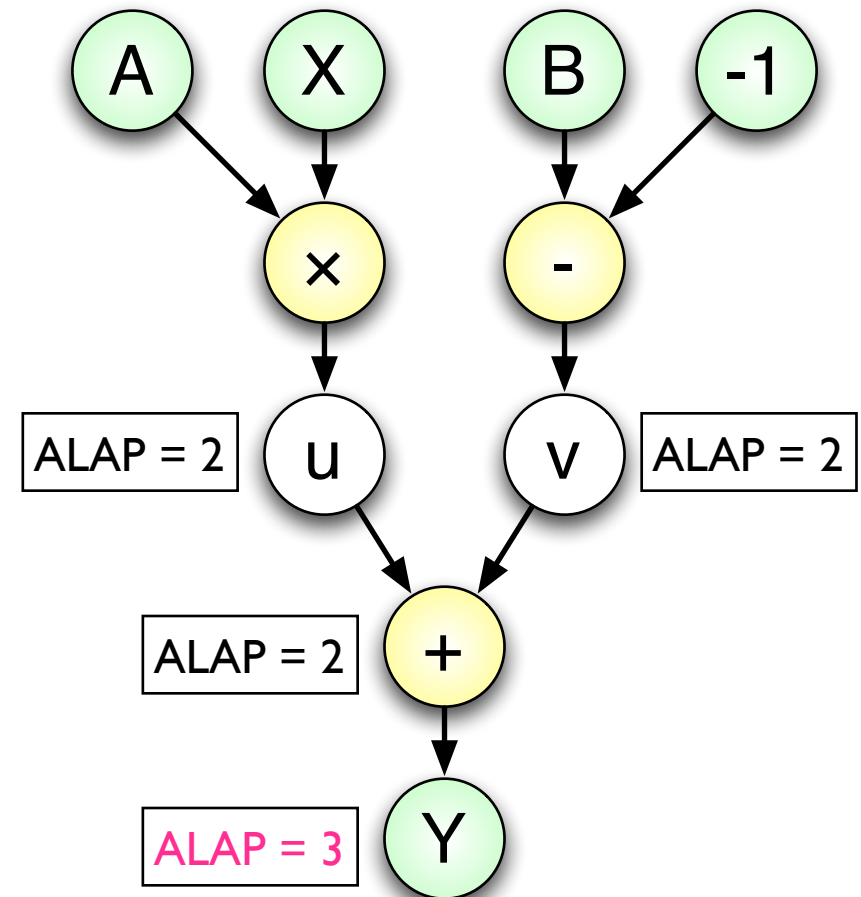 A X B -1
× -
ALAP = 2 u v ALAP = 2
ALAP = 2 +
ALAP = 3 Y